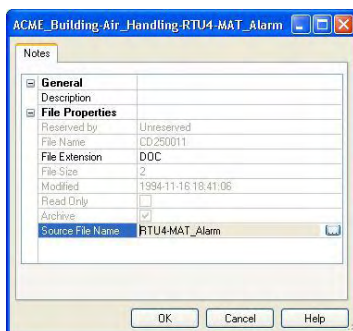 ACME_Building-Air_Handling-RTU4-MAT_Alarm
Notes
General
Description
File Properties
Reserved by Unreserved
File Name CD250011
File Extension DOC
File Size 2
Modified 1994-11-16 18:41:06
Read Only
Archive
Source File Name RTU4-MAT_Alarm ...
OK Cancel Help